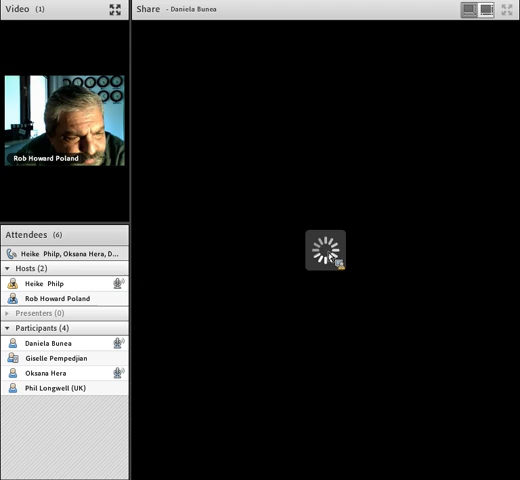 Video (1)
Share - Daniela Bunea
Rob Howard Poland
Attendees (6)
Heike Philp, Oksana Hera, D...
Hosts (2)
Heike Philp
Rob Howard Poland
Presenters (0)
Participants (4)
Daniela Bunea
Giselle Pempedjian
Oksana Hera
Phil Longwell (UK)